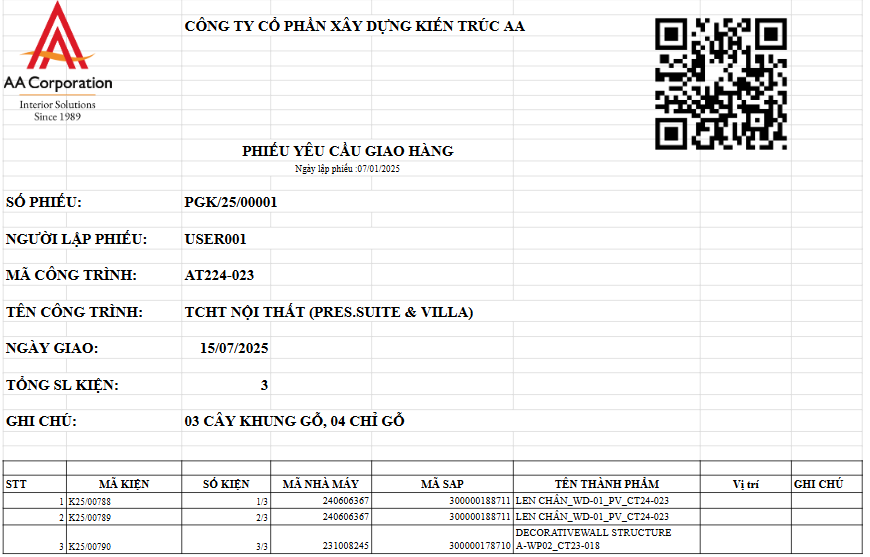 CÔNG TY CỔ PHẦN XÂY DỰNG KIẾN TRÚC AA
AA Corporation
Interior Solutions
Since 1989
PHIẾU YÊU CẦU GIAO HÀNG
Ngày lập phiếu :07/01/2025
SỐ PHIẾU: PGK/25/00001
NGƯỜI LẬP PHIẾU: USER001
MÃ CÔNG TRÌNH: AT224-023
TÊN CÔNG TRÌNH: TCHT NỘI THẤT (PRES.SUITE & VILLA)
NGÀY GIAO: 15/07/2025
TỔNG SL KIỆN: 3
GHI CHÚ: 03 CÂY KHUNG GỖ, 04 CHỈ GỖ
STT MÃ KIỆN SỐ KIỆN MÃ NHÀ MÁY MÃ SAP TÊN THÀNH PHẨM Vị trí GHI CHÚ
1 K25/00788 1/3 240606367 300000188711 LEN CHÂN_WD-01_PV_CT24-023
2 K25/00789 2/3 240606367 300000188711 LEN CHÂN_WD-01_PV_CT24-023
3 K25/00790 3/3 231008245 300000178710 DECORATIVEWALL STRUCTURE
A-WP02_CT23-018